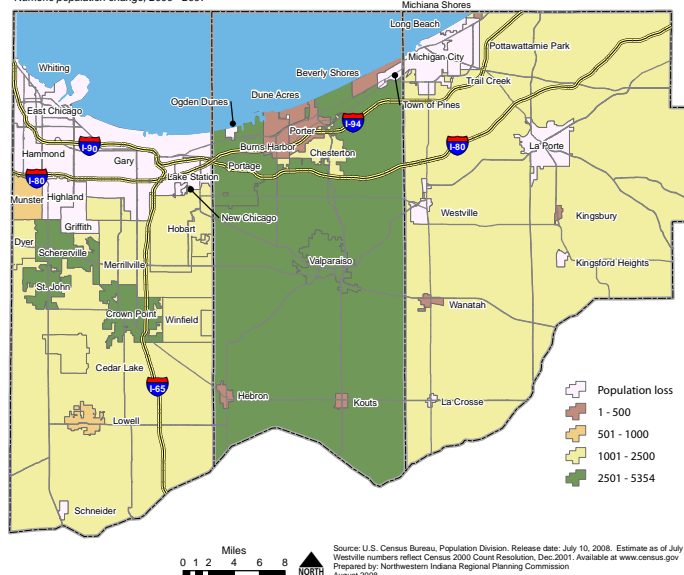 Michiana Shores
Long Beach
Pottawattamie Park
Michigan City
Whiting
Beverly Shores
Trail Creek
Dune Acres
Ogden Dunes
Town of Pines
East Chicago
I-94
Porter
I-90
I-80
La Porte
Burns Harbor
Hammond
Chesterton
Gary
Portage
Lake Station
I-80
Munster
Highland
Westville
Kingsbury
New Chicago
Griffith
Hobart
Dyer
Schererville
Merrillville
Valparaiso
Kingsford Heights
St. John
Wanatah
Crown Point
Winfield
Cedar Lake
I-65
Hebron
Kouts
La Crosse
Lowell
Schneider
Population loss
1 - 500
501 - 1000
1001 - 2500
2501 - 5354
Miles
0 1 2 4 6 8
NORTH
Source: U.S. Census Bureau, Population Division. Release date: July 10, 2008. Estimate as of July
Westville numbers reflect Census 2000 Count Resolution, Dec.2001. Available at www.census.gov
Prepared by: Northwestern Indiana Regional Planning Commission